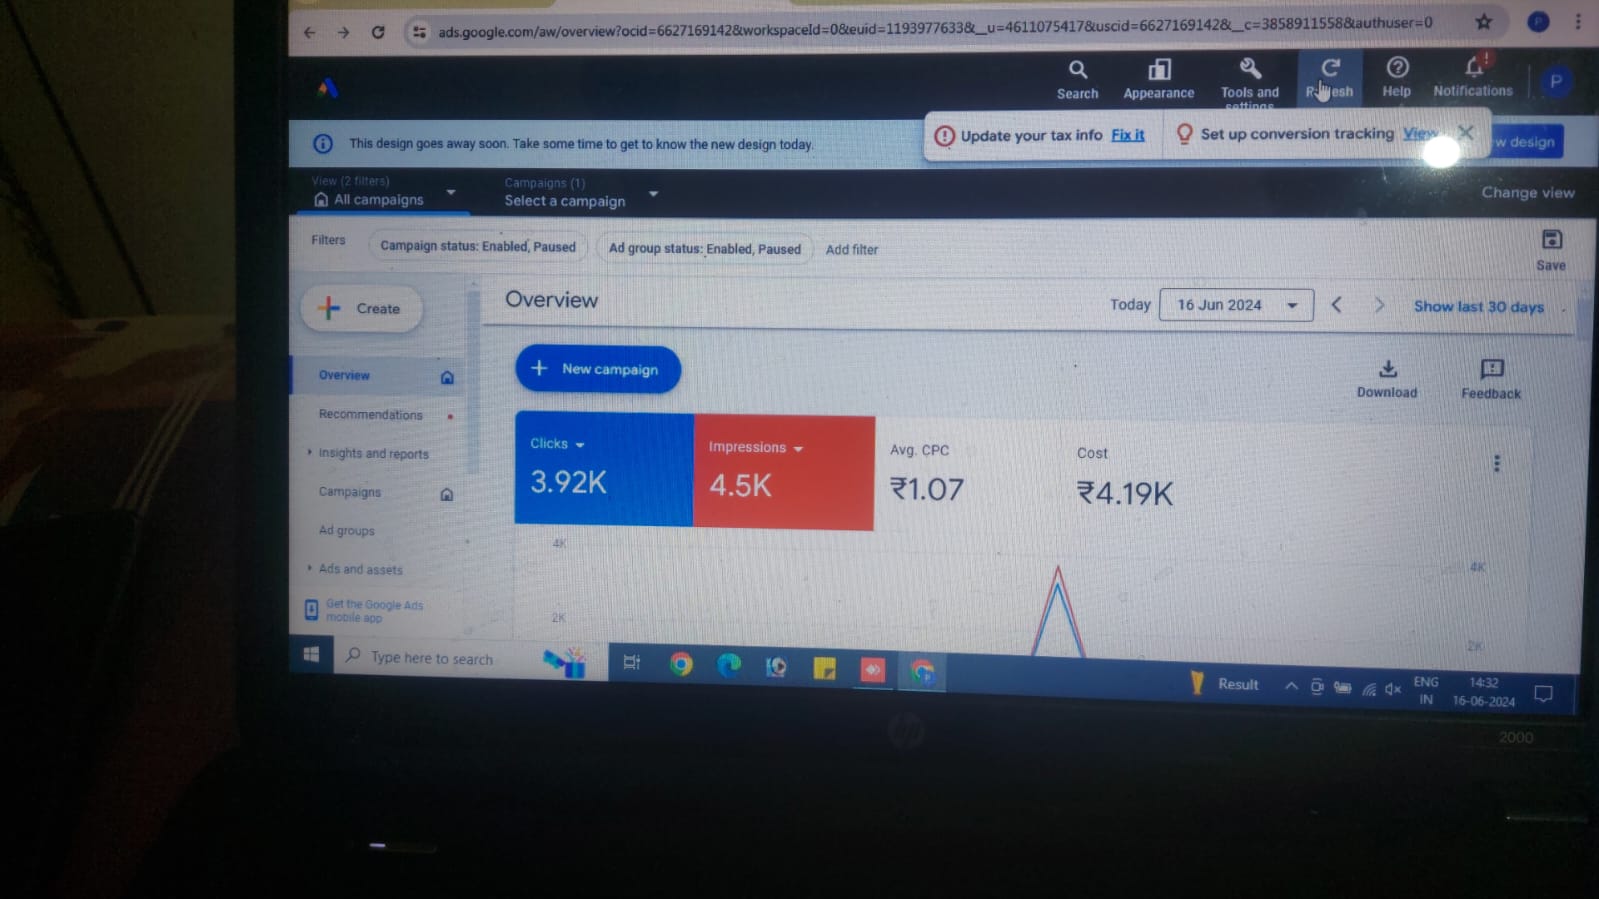 ads.google.com/aw/overview?ocid=6627169142&workspaceId=0&euid=1193977633&__u=4611075417&uscid=6627169142&__c=3858911558&authuser=0
P
Search
Appearance
Tools and
settings
Refresh
Help
!
Notifications
P
This design goes away soon. Take some time to get to know the new design today.
Update your tax info Fix it
Set up conversion tracking View
w design
View (2 filters)
All campaigns
Campaigns (1)
Select a campaign
Change view
Filters
Campaign status: Enabled, Paused
Ad group status: Enabled, Paused
Add filter
Save
Create
Overview
Today
16 Jun 2024
Show last 30 days
Overview
New campaign
Download
Feedback
Recommendations
Insights and reports
Campaigns
Ad groups
Ads and assets
Get the Google Ads
mobile app
Clicks
3.92K
Impressions
4.5K
Avg. CPC
₹1.07
Cost
₹4.19K
4K
4K
2K
2K
Type here to search
Result
ENG
IN
14:32
16-06-2024
hp
2000